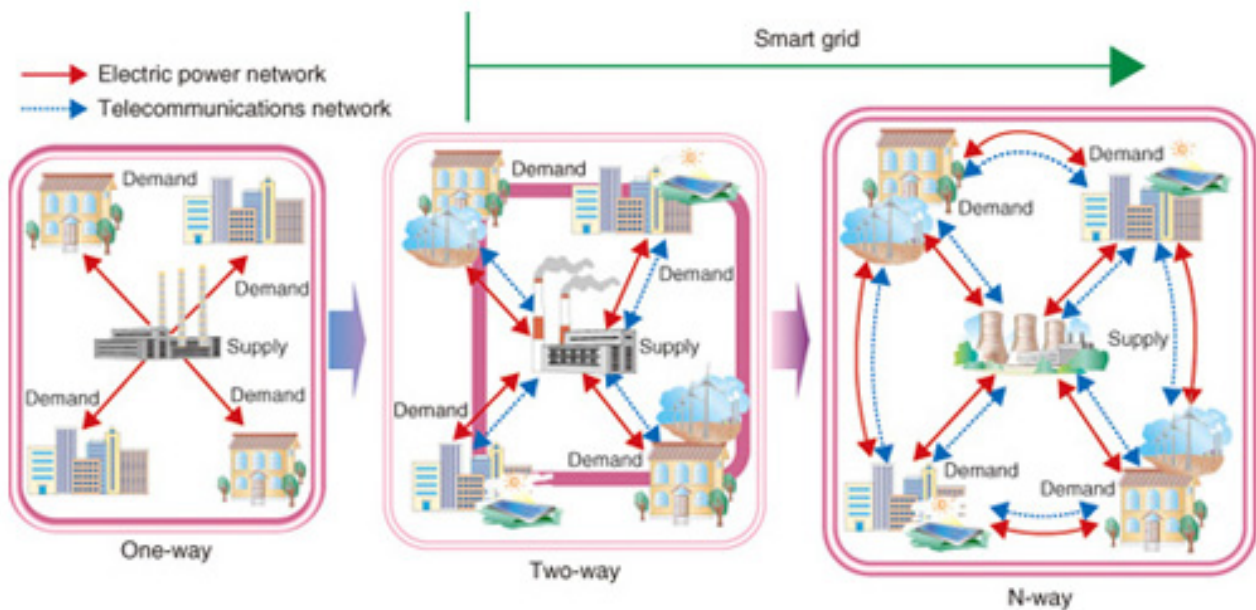 Smart grid
Electric power network
Telecommunications network
Demand
Demand
Supply
Demand
Demand
One-way
Demand
Demand
Supply
Demand
Demand
Two-way
Demand
Demand
Supply
Demand
Demand
N-way